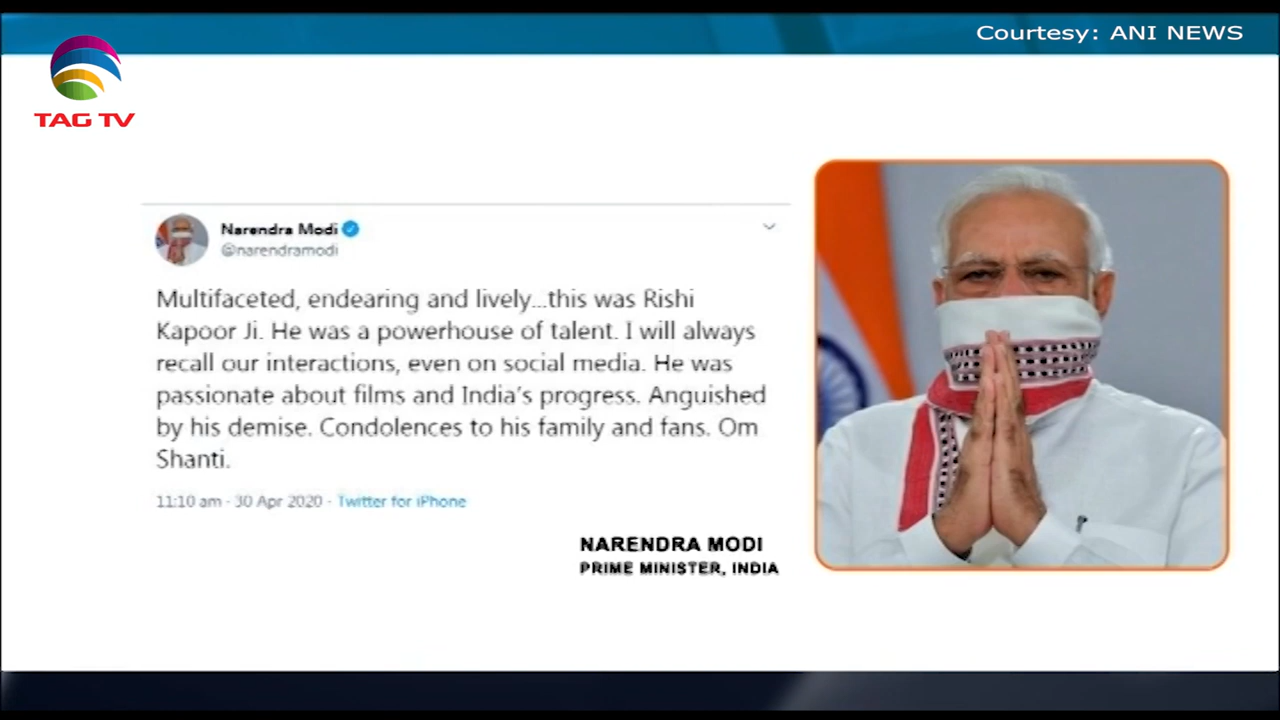 Courtesy: ANI NEWS
TAG TV
Narendra Modi
@narendramodi
Multifaceted, endearing and lively...this was Rishi
Kapoor Ji. He was a powerhouse of talent. I will always
recall our interactions, even on social media. He was
passionate about films and India's progress. Anguished
by his demise. Condolences to his family and fans. Om
Shanti.
11:10 am · 30 Apr 2020 · Twitter for iPhone
NARENDRA MODI
PRIME MINISTER, INDIA